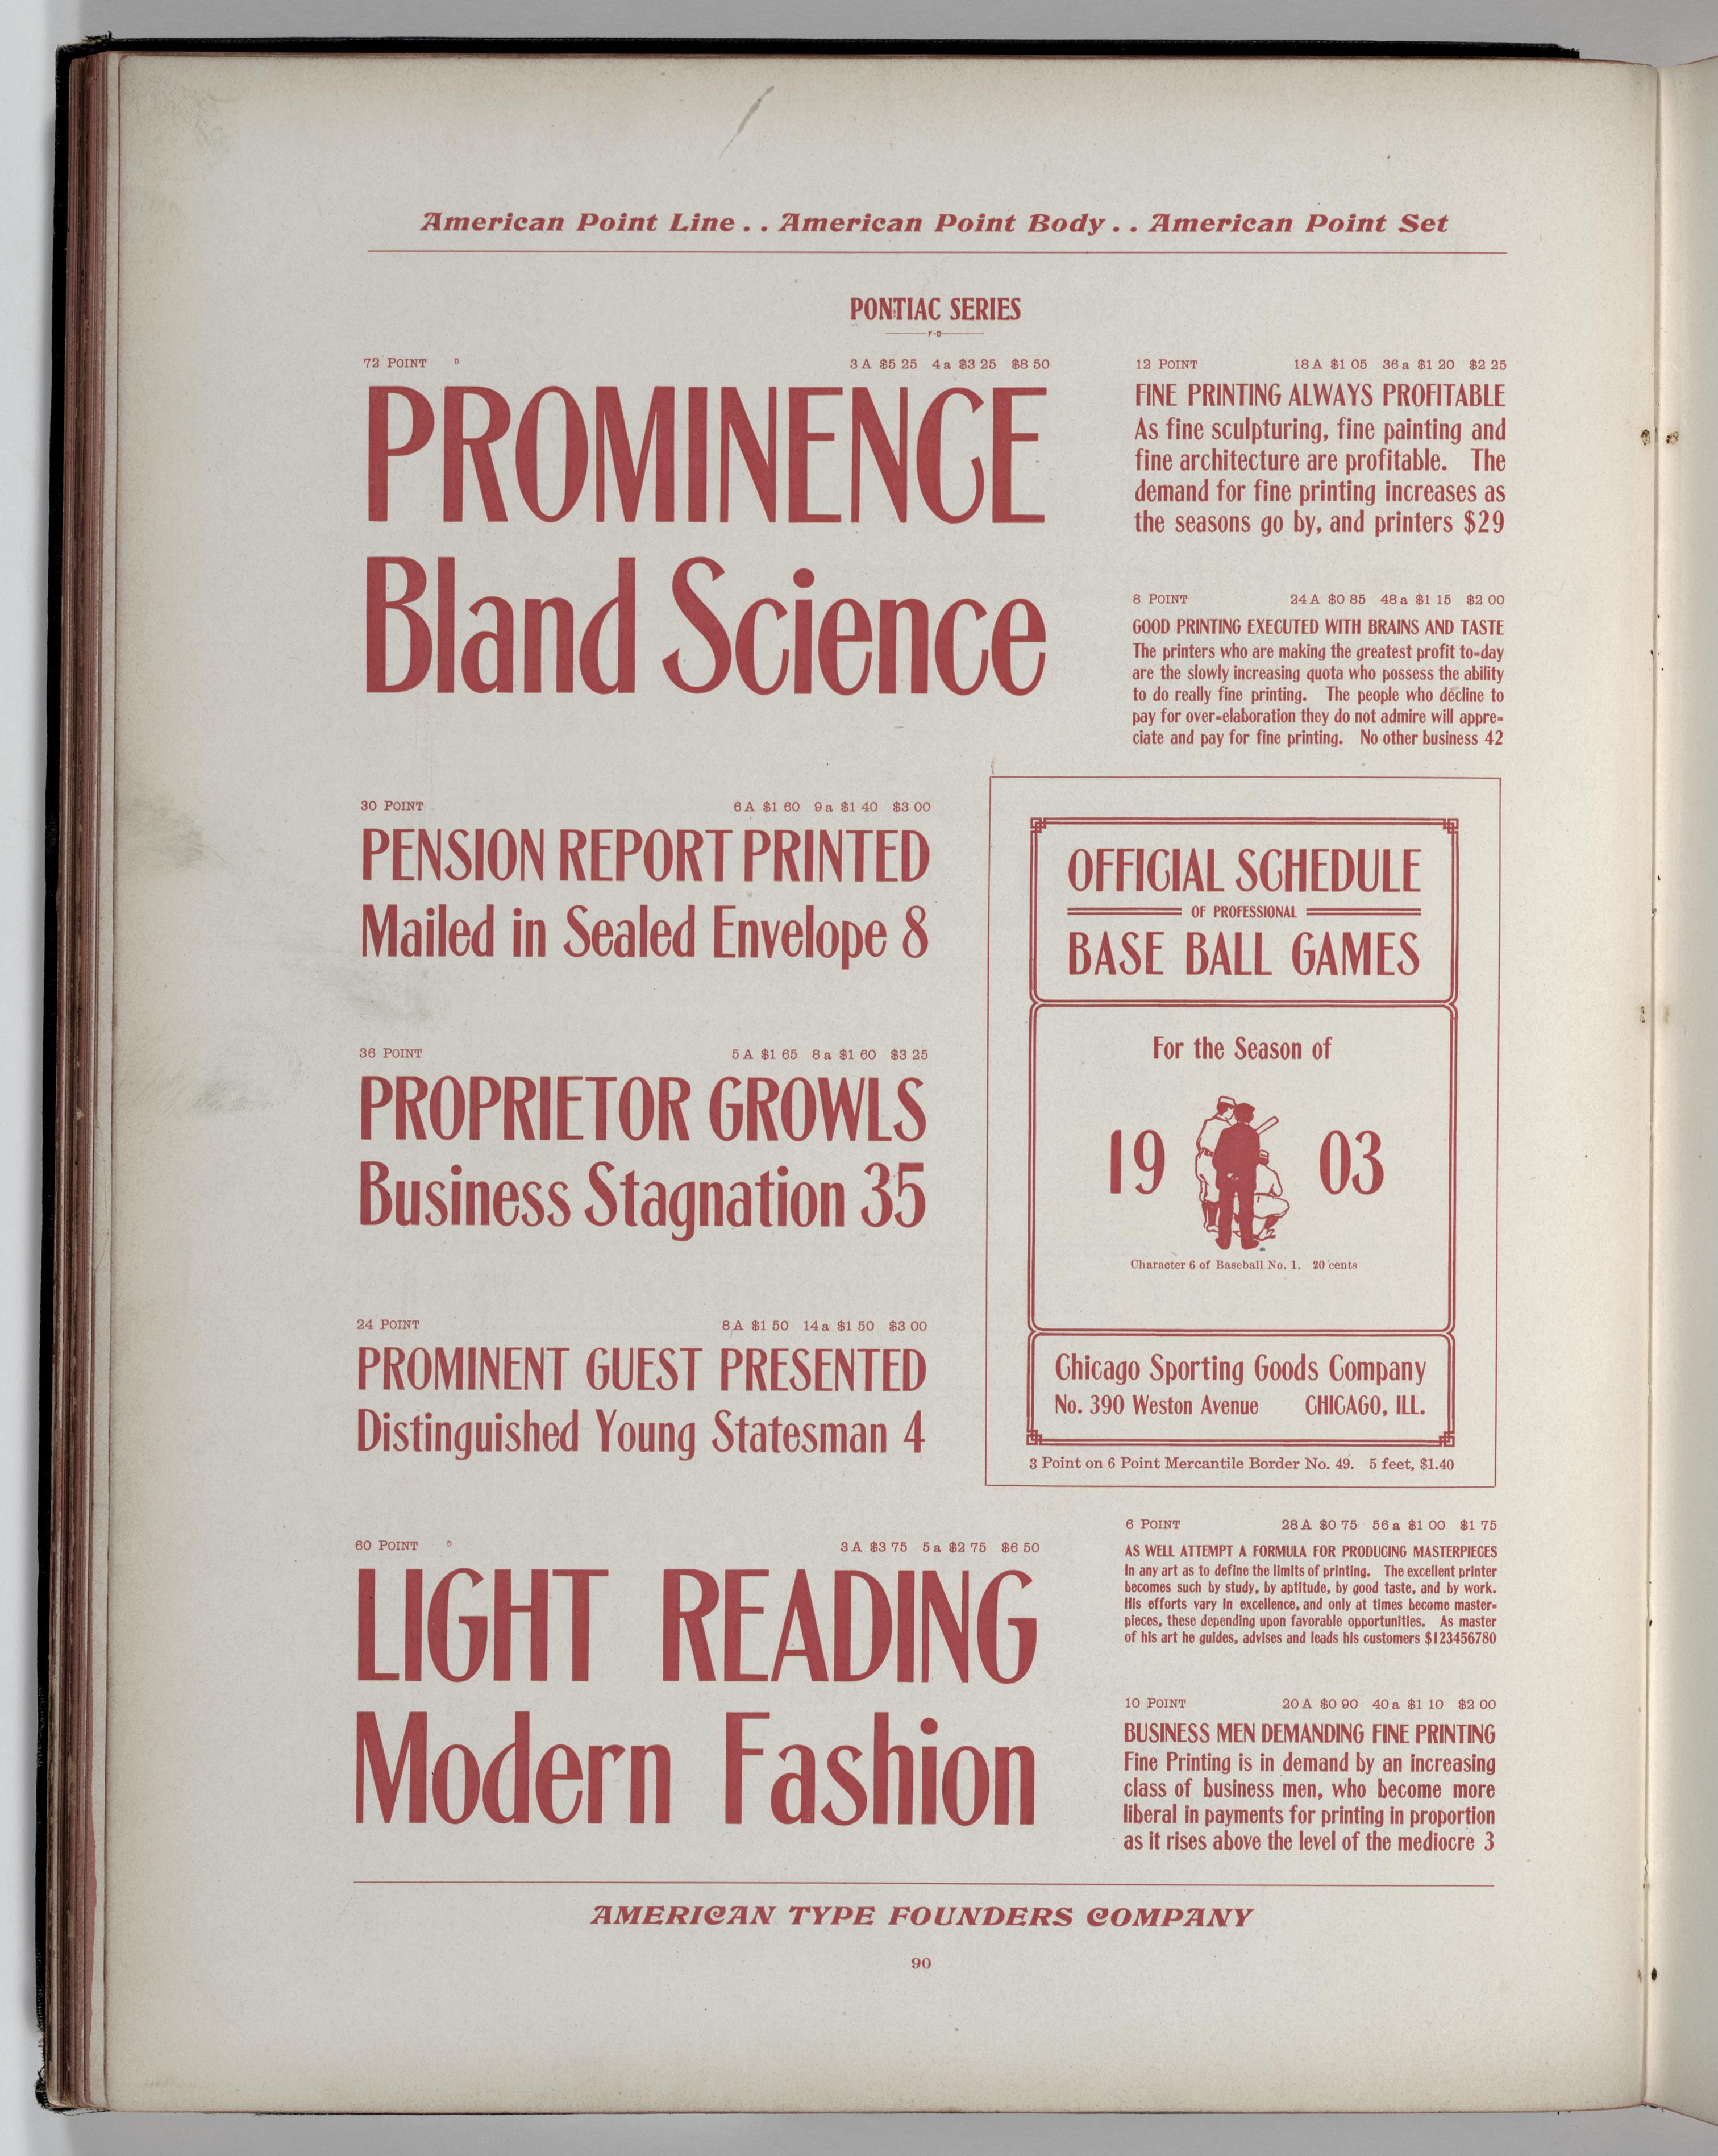 American Point Line . . American Point Body . . American Point Set
PONTIAC SERIES
F-D
72 POINT D 3 A $5 25 4 a $3 25 $8 50
PROMINENCE
Bland Science
12 POINT 18 A $1 05 36 a $1 20 $2 25
FINE PRINTING ALWAYS PROFITABLE
As fine sculpturing, fine painting and
fine architecture are profitable. The
demand for fine printing increases as
the seasons go by, and printers $29
8 POINT 24 A $0 85 48 a $1 15 $2 00
GOOD PRINTING EXECUTED WITH BRAINS AND TASTE
The printers who are making the greatest profit to-day
are the slowly increasing quota who possess the ability
to do really fine printing. The people who decline to
pay for over-elaboration they do not admire will appre-
ciate and pay for fine printing. No other business 42
30 POINT 6 A $1 60 9 a $1 40 $3 00
PENSION REPORT PRINTED
Mailed in Sealed Envelope 8
36 POINT 5 A $1 65 8 a $1 60 $3 25
PROPRIETOR GROWLS
Business Stagnation 35
24 POINT 8 A $1 50 14 a $1 50 $3 00
PROMINENT GUEST PRESENTED
Distinguished Young Statesman 4
OFFICIAL SCHEDULE
OF PROFESSIONAL
BASE BALL GAMES
For the Season of
19 03
Character 6 of Baseball No. 1. 20 cents
Chicago Sporting Goods Company
No. 390 Weston Avenue CHICAGO, ILL.
3 Point on 6 Point Mercantile Border No. 49. 5 feet, $1.40
60 POINT D 3 A $3 75 5 a $2 75 $6 50
LIGHT READING
Modern Fashion
6 POINT 28 A $0 75 56 a $1 00 $1 75
AS WELL ATTEMPT A FORMULA FOR PRODUCING MASTERPIECES
In any art as to define the limits of printing. The excellent printer
becomes such by study, by aptitude, by good taste, and by work.
His efforts vary in excellence, and only at times become master-
pieces, these depending upon favorable opportunities. As master
of his art he guides, advises and leads his customers $123456780
10 POINT 20 A $0 90 40 a $1 10 $2 00
BUSINESS MEN DEMANDING FINE PRINTING
Fine Printing is in demand by an increasing
class of business men, who become more
liberal in payments for printing in proportion
as it rises above the level of the mediocre 3
AMERICAN TYPE FOUNDERS COMPANY
90